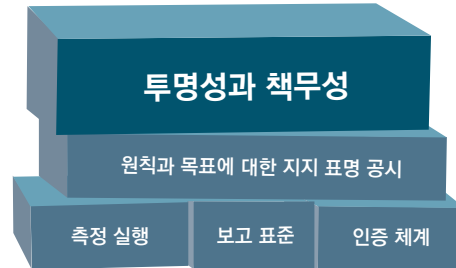 투명성과 책무성
원칙과 목표에 대한 지지 표명 공시
측정 실행
보고 표준
인증 체계